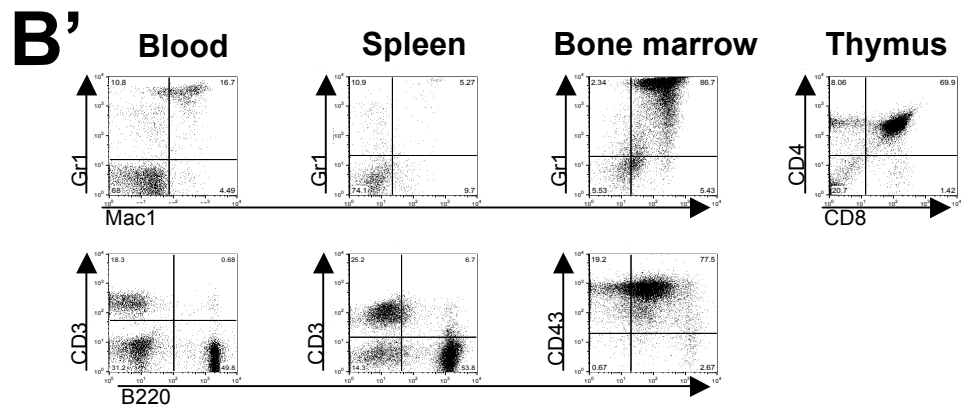 B’
Blood Spleen Bone marrow Thymus
10.8 16.7 10.9 5.27 2.34 86.7 8.06 69.9
Gr1 Gr1 Gr1 CD4
68 4.49 74.1 9.7 5.53 5.43 20.7 1.42
Mac1 CD8
18.3 0.68 25.2 6.7 19.2 77.5
CD3 CD3 CD43
31.2 49.8 14.3 53.8 0.67 2.67
B220